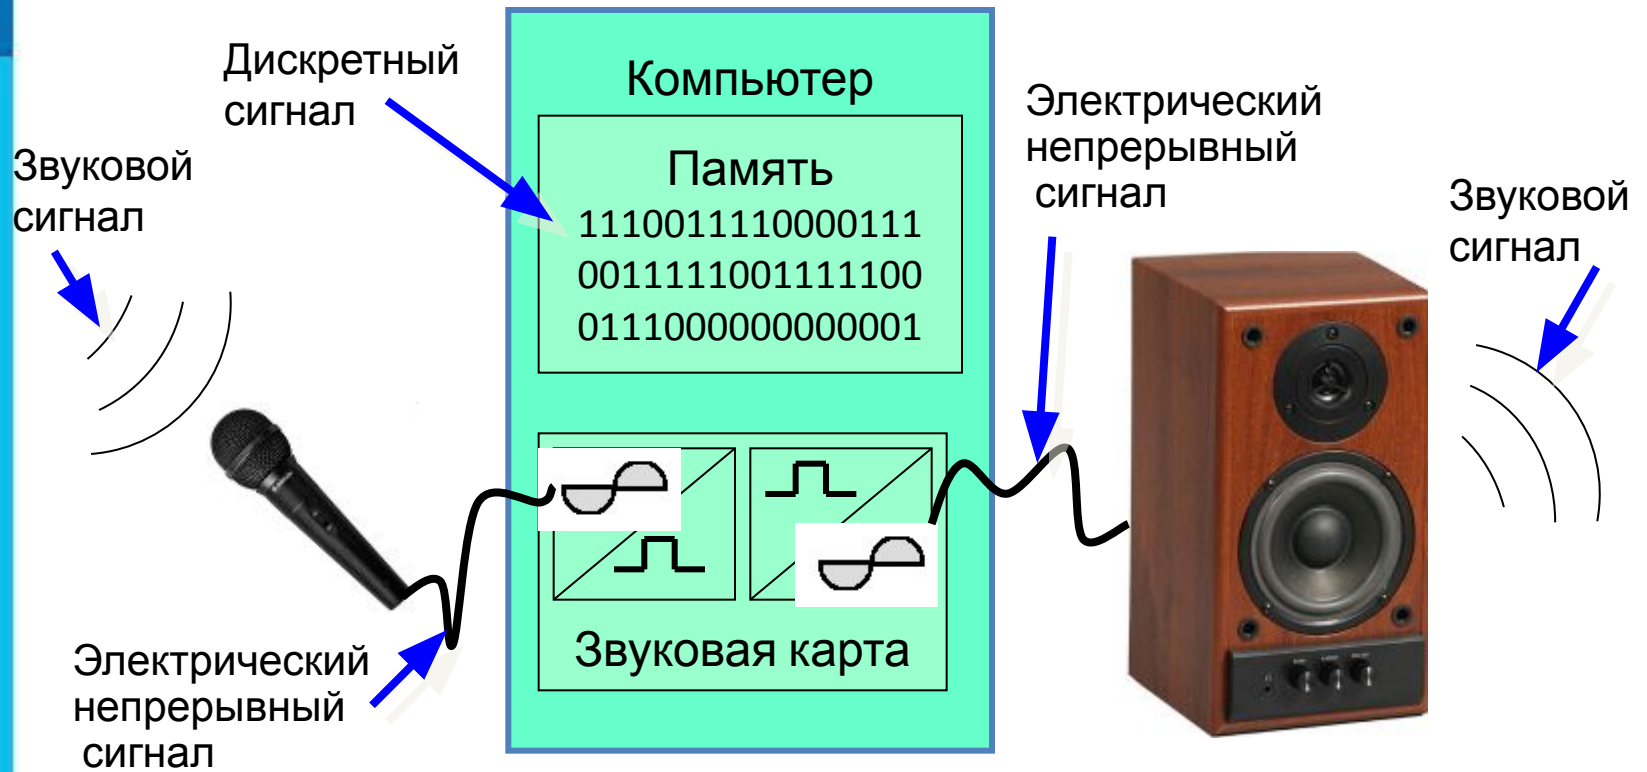 Дискретный
сигнал
Компьютер
Электрический
непрерывный
сигнал
Звуковой
сигнал
Память
1110011110000111
0011111001111100
0111000000000001
Звуковой
сигнал
Звуковая карта
Электрический
непрерывный
сигнал